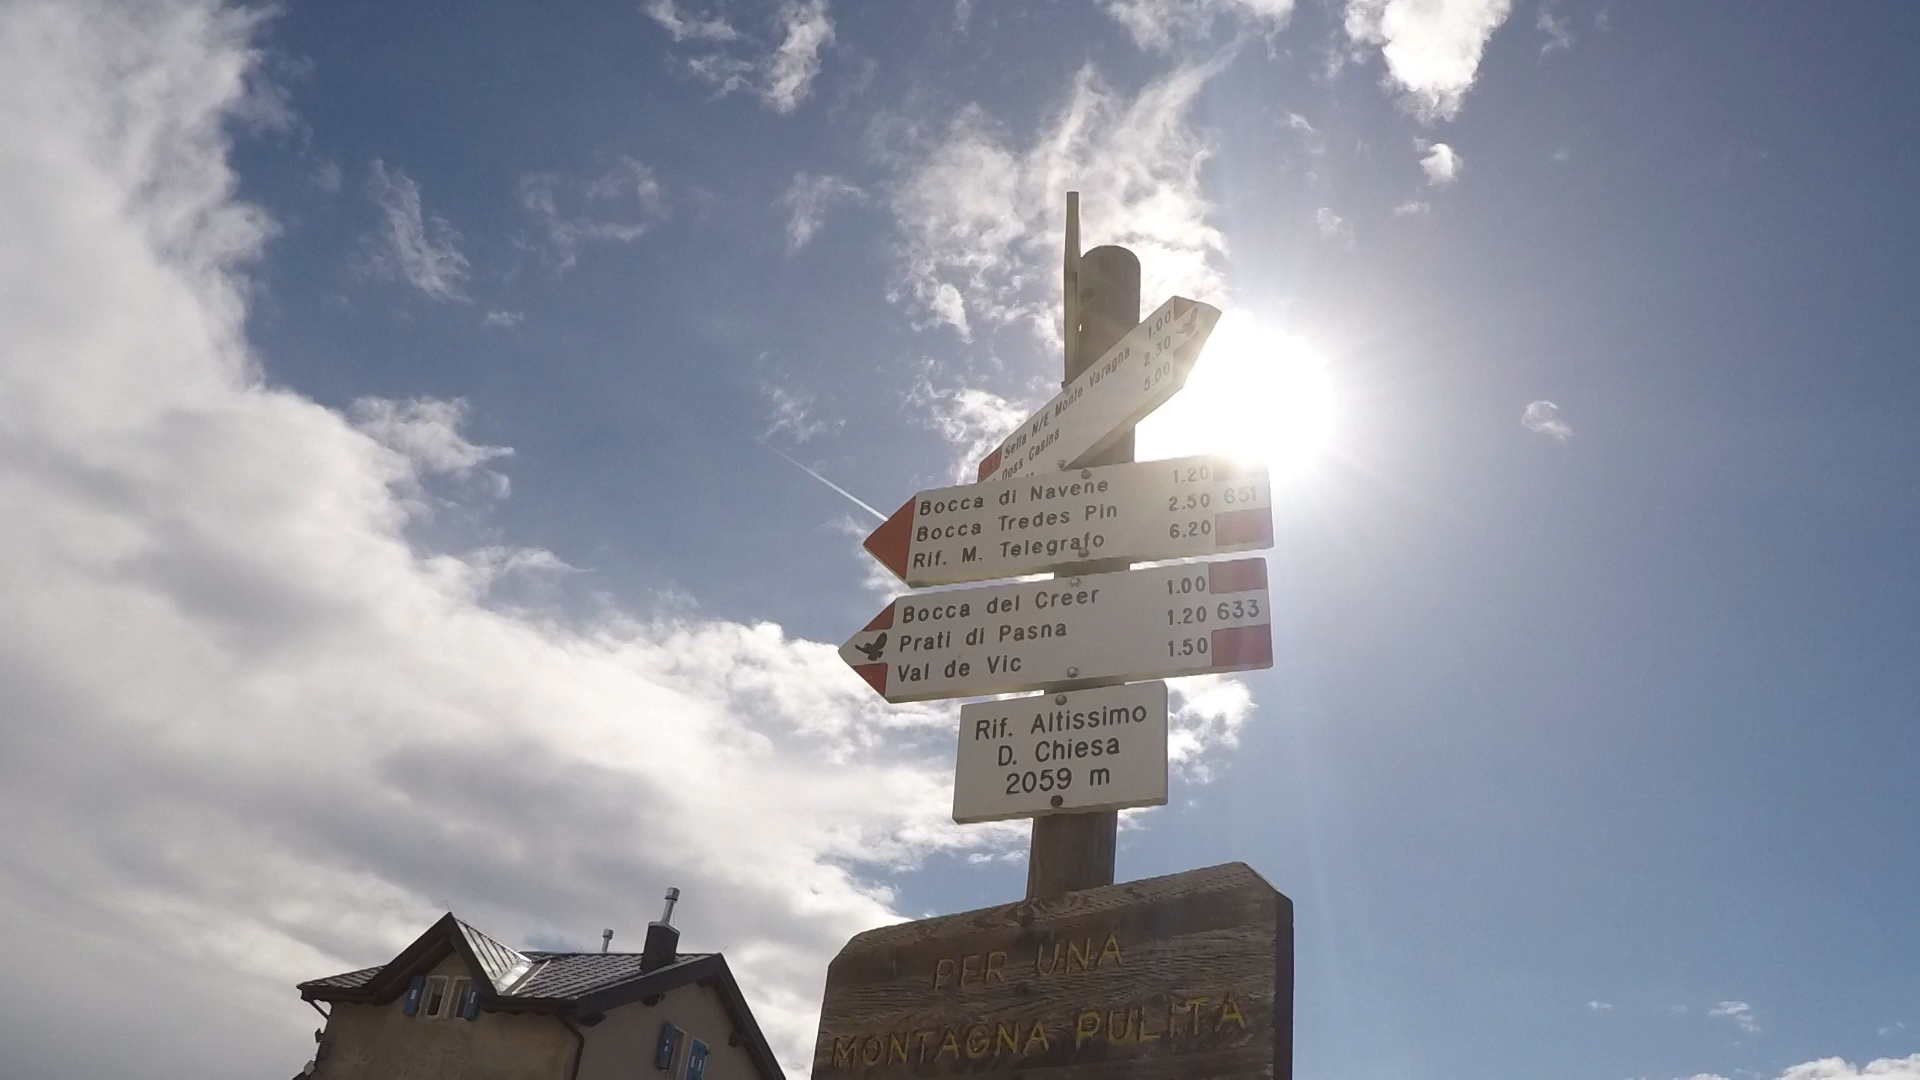 Sella N/E Monte Varagna 1.00
Doss Casina 2.30
5.00
Bocca di Navene 1.20
Bocca Tredes Pin 2.50 651
Rif. M. Telegrafo 6.20
Bocca del Creer 1.00
Prati di Pasna 1.20 633
Val de Vic 1.50
Rif. Altissimo
D. Chiesa
2059 m
PER UNA
MONTAGNA PULITA